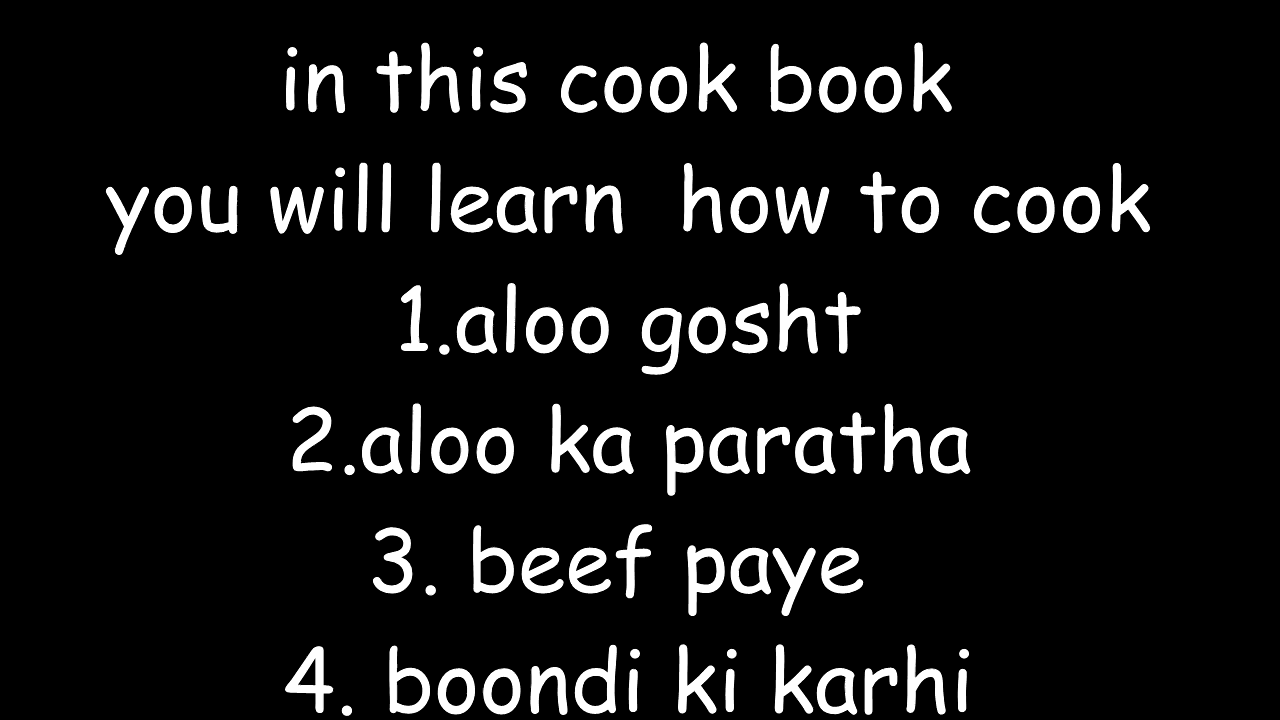 in this cook book
you will learn  how to cook
1.aloo gosht
2.aloo ka paratha
3. beef paye
4. boondi ki karhi